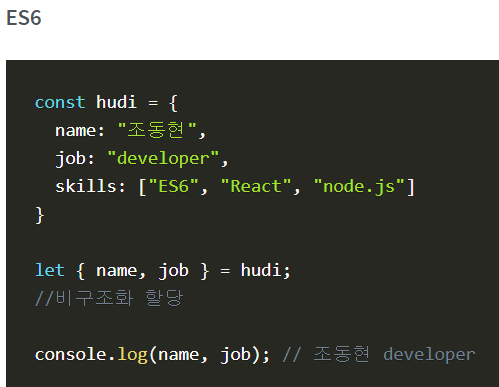 ES6
const hudi = {
  name: "조동현",
  job: "developer",
  skills: ["ES6", "React", "node.js"]
}
let { name, job } = hudi;
//비구조화 할당
console.log(name, job); // 조동현 developer